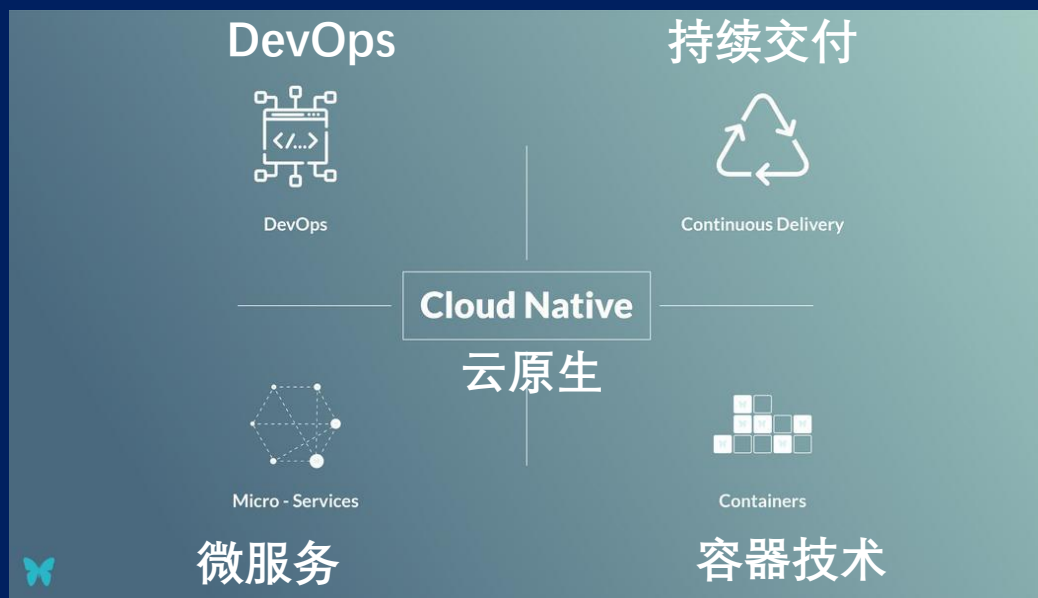 DevOps
持续交付
</...>
DevOps
Continuous Delivery
Cloud Native
云原生
Micro - Services
Containers
微服务
容器技术